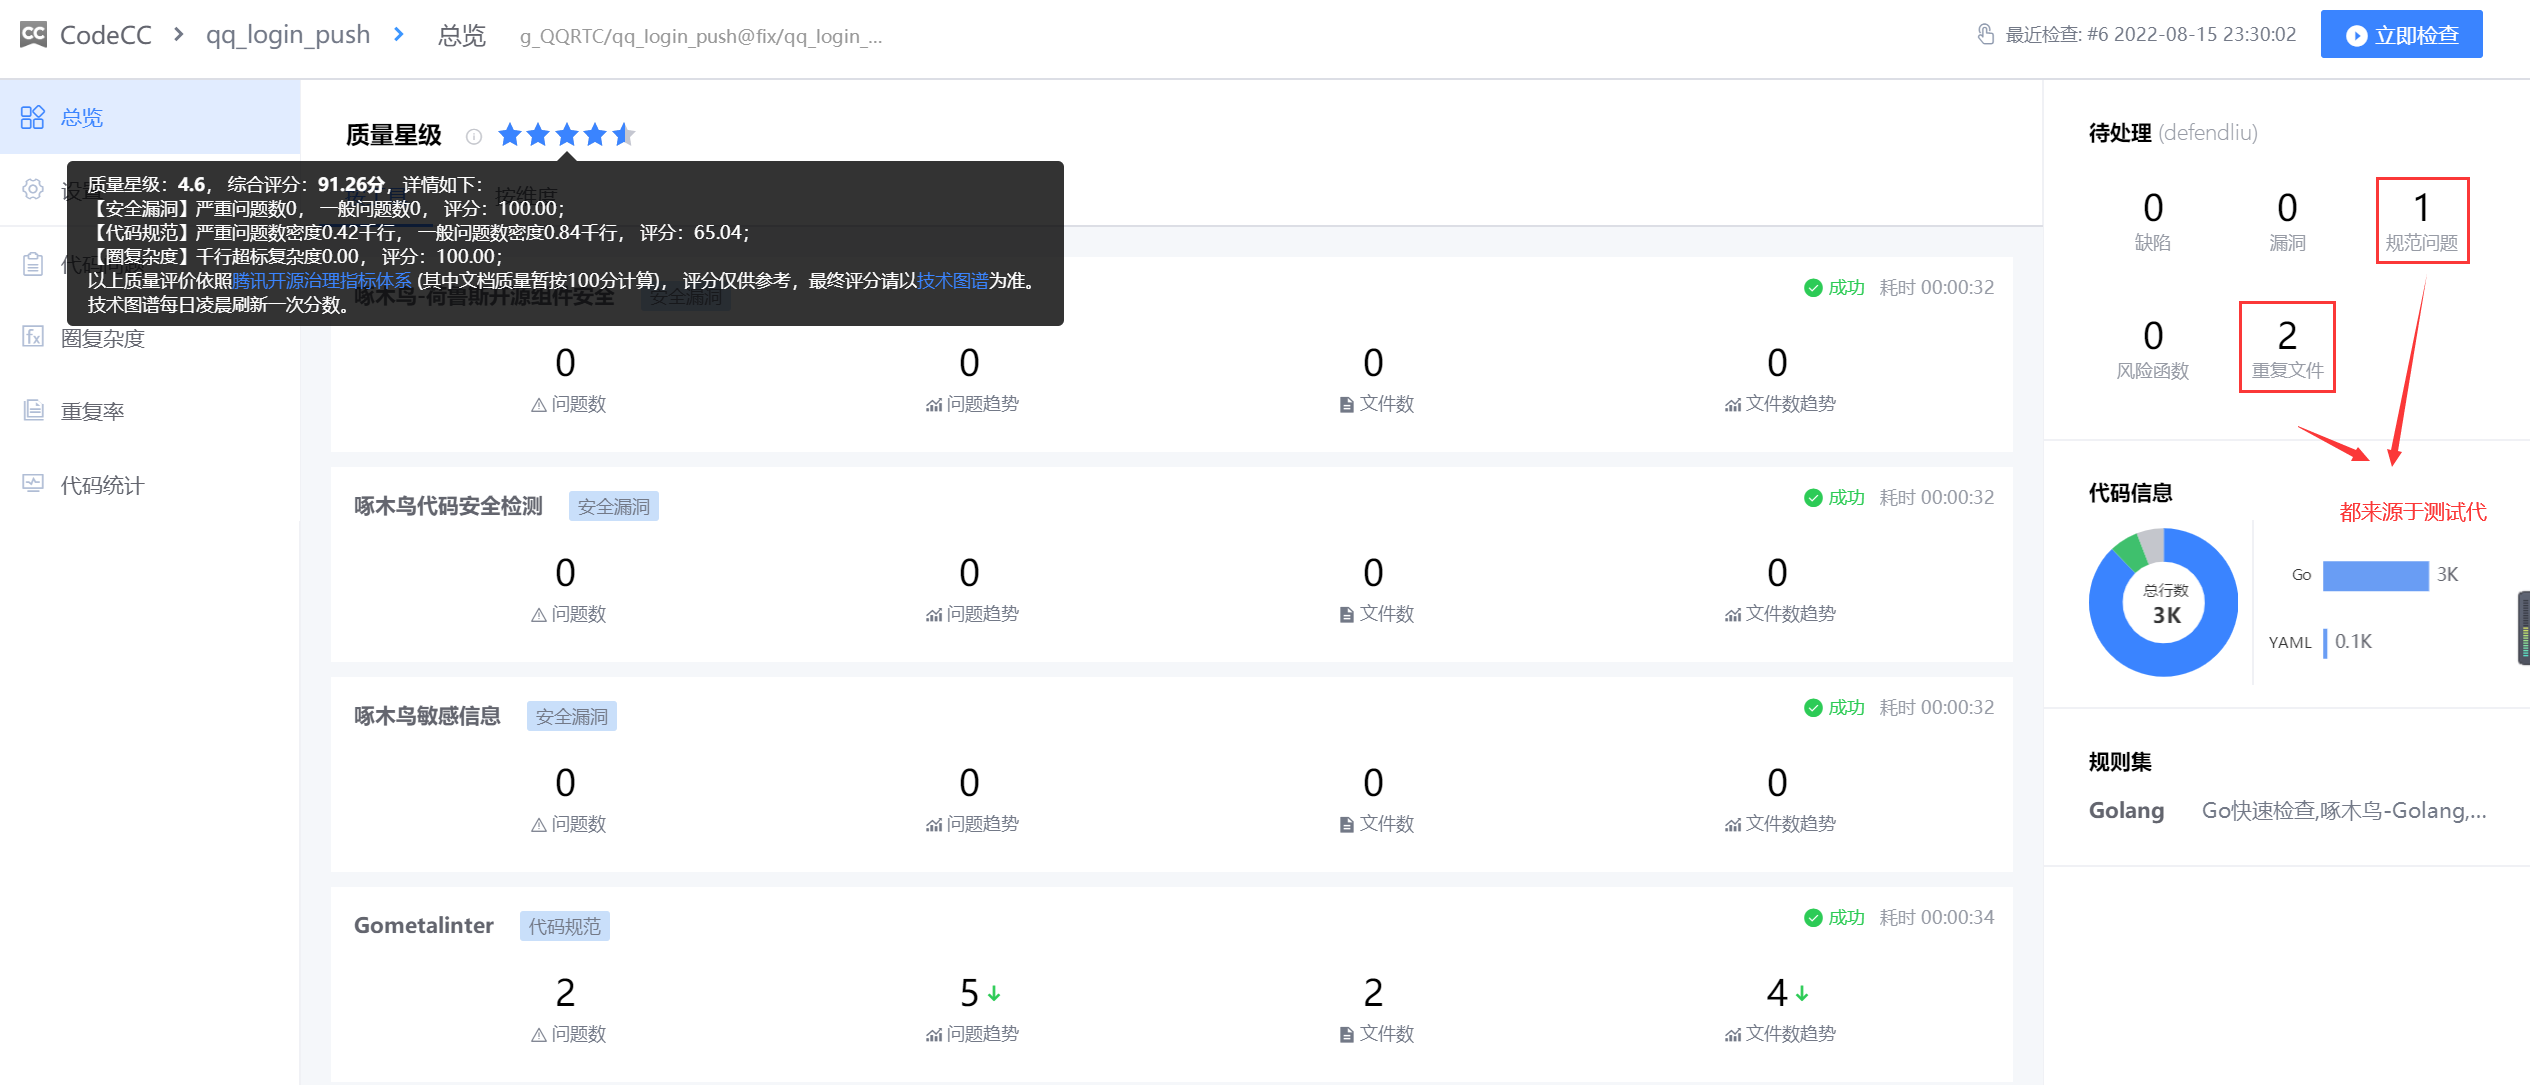 CodeCC > qq_login_push > 总览 g_QQRTC/qq_login_push@fix/qq_login_...
最近检查: #6 2022-08-15 23:30:02
立即检查
总览
圈复杂度
重复率
代码统计
质量星级
质量星级：4.6， 综合评分：91.26分，详情如下：
【安全漏洞】严重问题数0， 一般问题数0， 评分：100.00；
【代码规范】严重问题数密度0.42千行， 一般问题数密度0.84千行， 评分：65.04；
【圈复杂度】千行超标复杂度0.00， 评分：100.00；
以上质量评价依照腾讯开源治理指标体系 (其中文档质量暂按100分计算)， 评分仅供参考，最终评分请以技术图谱为准。
技术图谱每日凌晨刷新一次分数。
按维度
啄木鸟-荷鲁斯开源组件安全 安全漏洞
成功 耗时 00:00:32
0 0 0 0
问题数 问题趋势 文件数 文件数趋势
啄木鸟代码安全检测 安全漏洞
成功 耗时 00:00:32
0 0 0 0
问题数 问题趋势 文件数 文件数趋势
啄木鸟敏感信息 安全漏洞
成功 耗时 00:00:32
0 0 0 0
问题数 问题趋势 文件数 文件数趋势
Gometalinter 代码规范
成功 耗时 00:00:34
2 5 2 4
问题数 问题趋势 文件数 文件数趋势
待处理 (defendliu)
0 0 1
缺陷 漏洞 规范问题
0 2
风险函数 重复文件
代码信息
都来源于测试代
总行数
3K
Go 3K
YAML 0.1K
规则集
Golang Go快速检查,啄木鸟-Golang,...